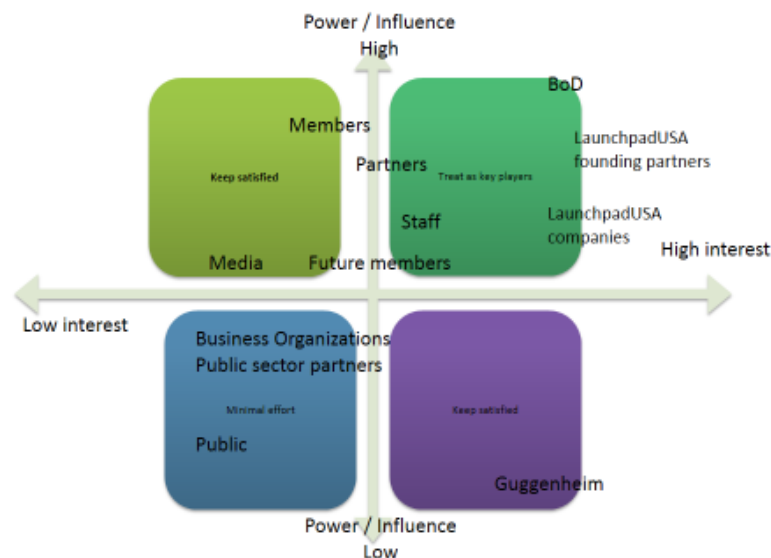 Power / Influence
High
BoD
Members
LaunchpadUSA
founding partners
Partners
Keep satisfied
Treat as key players
Staff
LaunchpadUSA
companies
High interest
Media
Future members
Low interest
Business Organizations
Public sector partners
Minimal effort
Keep satisfied
Public
Guggenheim
Power / Influence
Low